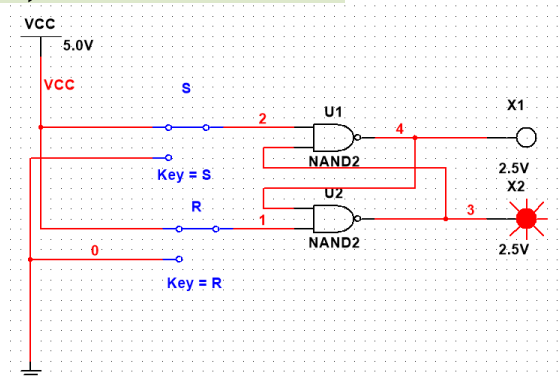 VCC
5.0V
VCC
S
2
U1
4
X1
NAND2
2.5V
Key = S
X2
U2
R
1
3
NAND2
2.5V
0
Key = R